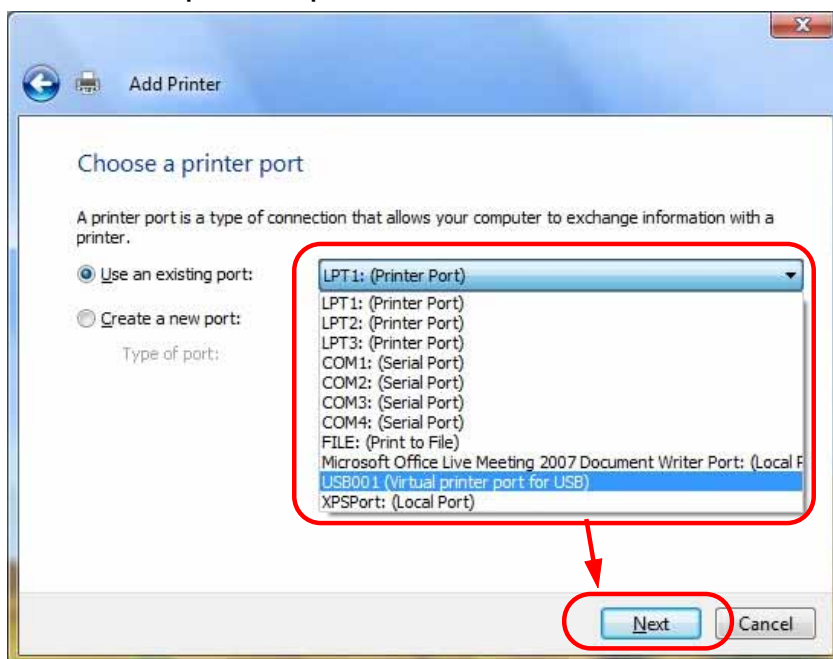 Add Printer
Choose a printer port
A printer port is a type of connection that allows your computer to exchange information with a
printer.
Use an existing port:
LPT1: (Printer Port)
LPT1: (Printer Port)
LPT2: (Printer Port)
Create a new port:
LPT3: (Printer Port)
Type of port:
COM1: (Serial Port)
COM2: (Serial Port)
COM3: (Serial Port)
COM4: (Serial Port)
FILE: (Print to File)
Microsoft Office Live Meeting 2007 Document Writer Port: (Local P
USB001 (Virtual printer port for USB)
XPSPort: (Local Port)
Next
Cancel